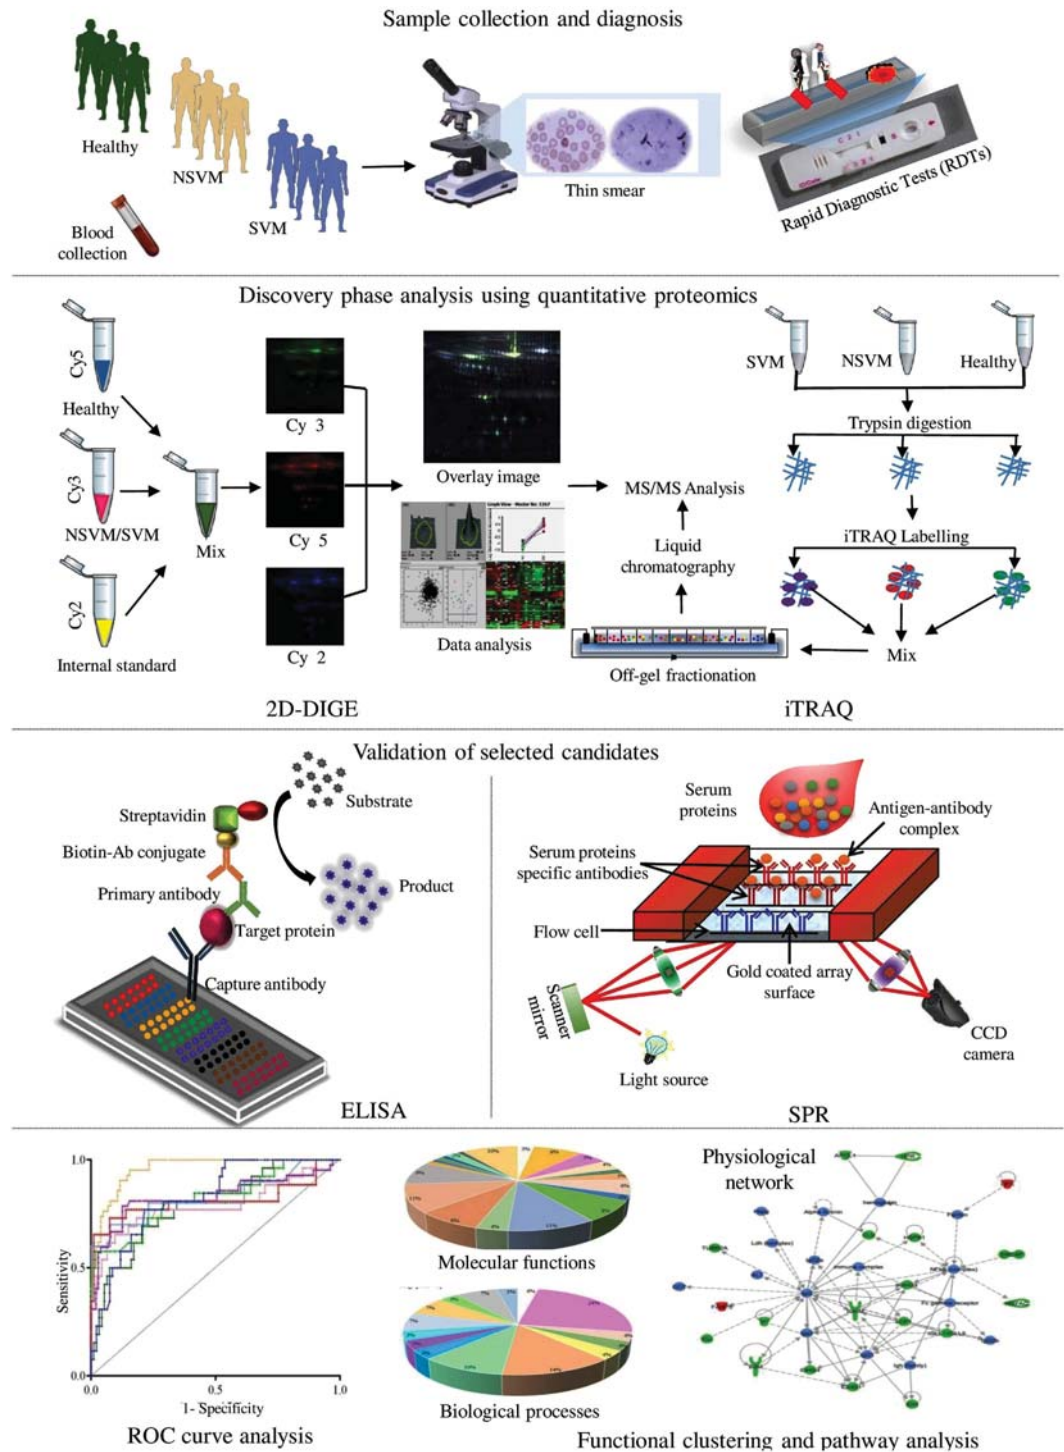 Sample collection and diagnosis
Healthy
NSVM
SVM
Blood
collection
Thin smear
Rapid Diagnostic Tests (RDTs)
Discovery phase analysis using quantitative proteomics
Cy5
Healthy
Cy3
NSVM/SVM
Cy2
Internal standard
Mix
Cy 3
Cy 5
Cy 2
Overlay image
Data analysis
2D-DIGE
SVM
NSVM
Healthy
Trypsin digestion
MS/MS Analysis
iTRAQ Labelling
Liquid
chromatography
Mix
Off-gel fractionation
iTRAQ
Validation of selected candidates
Substrate
Streptavidin
Biotin-Ab conjugate
Primary antibody
Product
Target protein
Capture antibody
ELISA
Serum
proteins
Antigen-antibody
complex
Serum proteins
specific antibodies
Flow cell
Gold coated array
surface
Scanner
mirror
Light source
CCD
camera
SPR
Sensitivity
1.0
0.5
0.0
0.0
0.5
1.0
1- Specificity
ROC curve analysis
Molecular functions
Biological processes
Physiological
network
Functional clustering and pathway analysis